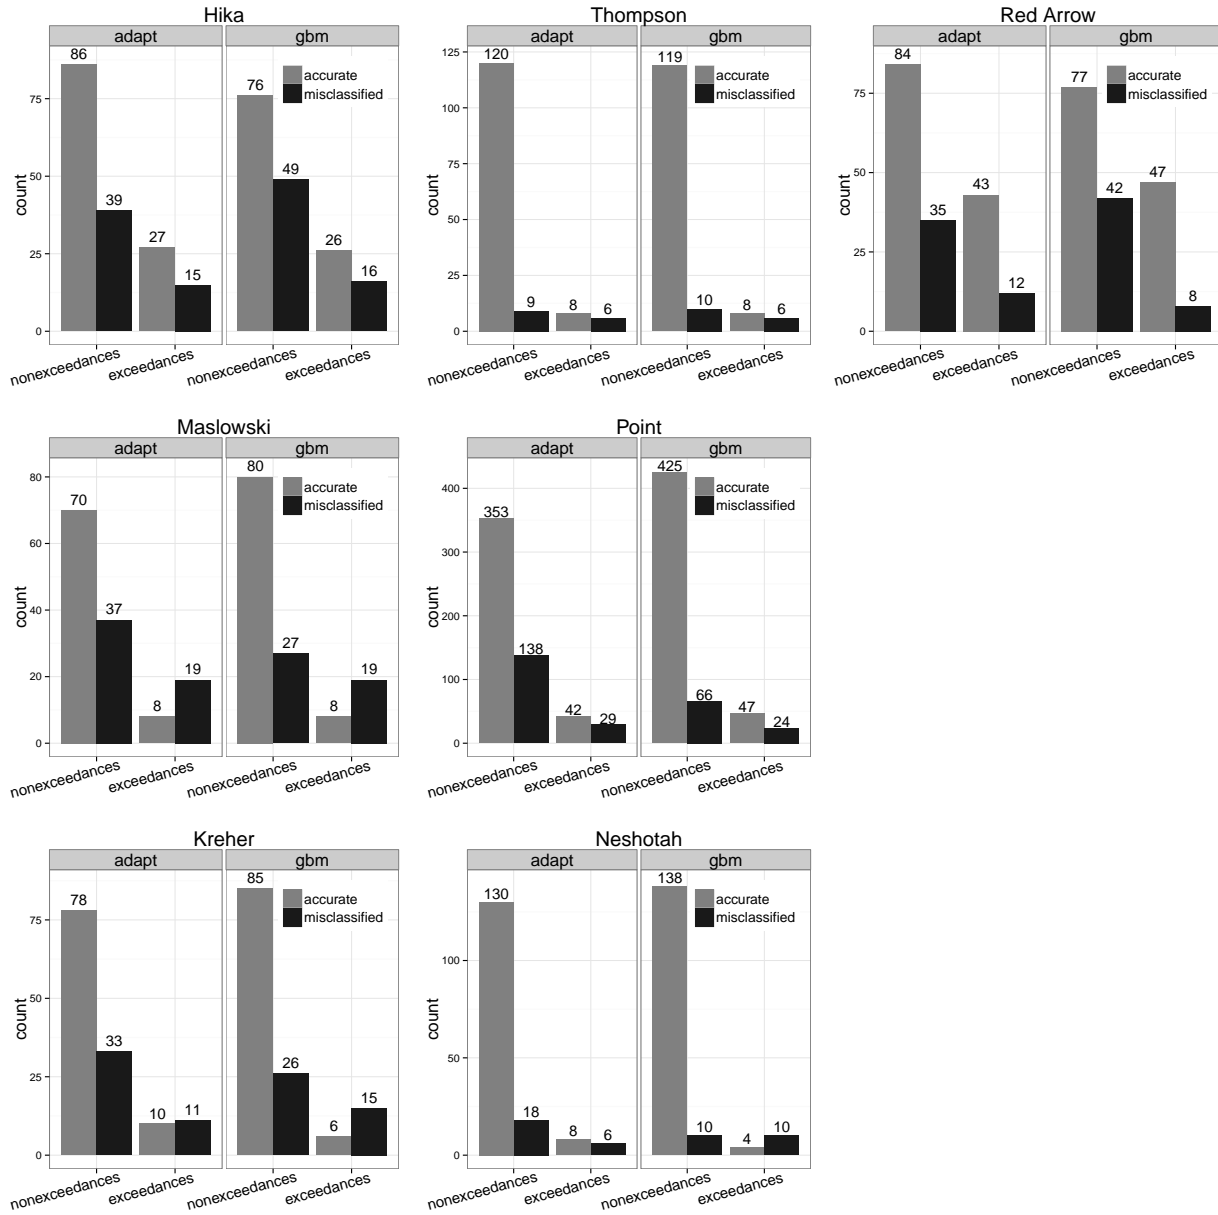 Hika
adapt
gbm
86
39
27
15
76
49
26
16
accurate
misclassified
75
50
25
0
count
nonexceedances
exceedances
nonexceedances
exceedances
Thompson
adapt
gbm
120
9
8
6
119
10
8
6
accurate
misclassified
125
100
75
50
25
0
count
nonexceedances
exceedances
nonexceedances
exceedances
Red Arrow
adapt
gbm
84
35
43
12
77
42
47
8
accurate
misclassified
75
50
25
0
count
nonexceedances
exceedances
nonexceedances
exceedances
Maslowski
adapt
gbm
70
37
8
19
80
27
8
19
accurate
misclassified
80
60
40
20
0
count
nonexceedances
exceedances
nonexceedances
exceedances
Point
adapt
gbm
353
138
42
29
425
66
47
24
accurate
misclassified
400
300
200
100
0
count
nonexceedances
exceedances
nonexceedances
exceedances
Kreher
adapt
gbm
78
33
10
11
85
26
6
15
accurate
misclassified
75
50
25
0
count
nonexceedances
exceedances
nonexceedances
exceedances
Neshotah
adapt
gbm
130
18
8
6
138
10
4
10
accurate
misclassified
100
50
0
count
nonexceedances
exceedances
nonexceedances
exceedances